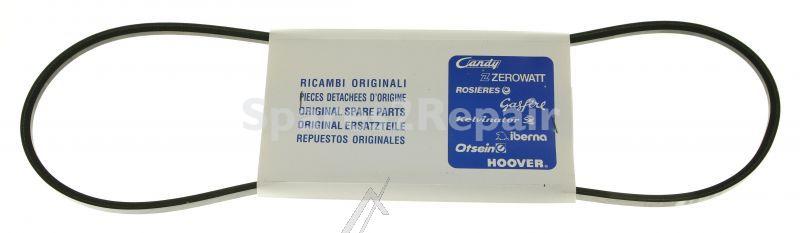 RICAMBI ORIGINALI
PIECES DETACHEES D'ORIGINE
ORIGINAL SPARE PARTS
ORIGINAL ERSATZTEILE
REPUESTOS ORIGINALES
Candy
ZEROWATT
ROSIERES
Gasfire
Kelvinator
iberna
Otsein
HOOVER
Spares2Repair